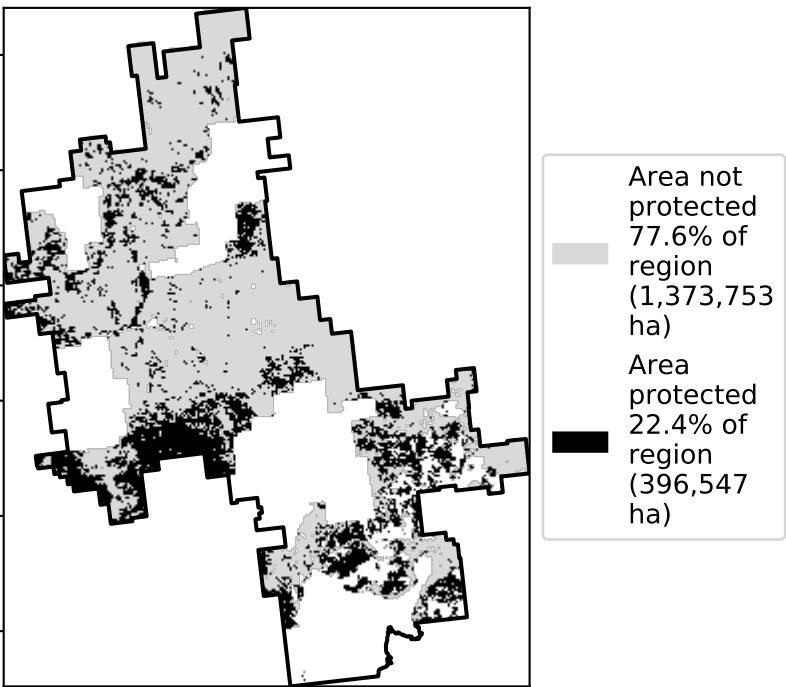 Area not
protected
77.6% of
region
(1,373,753
ha)
Area
protected
22.4% of
region
(396,547
ha)